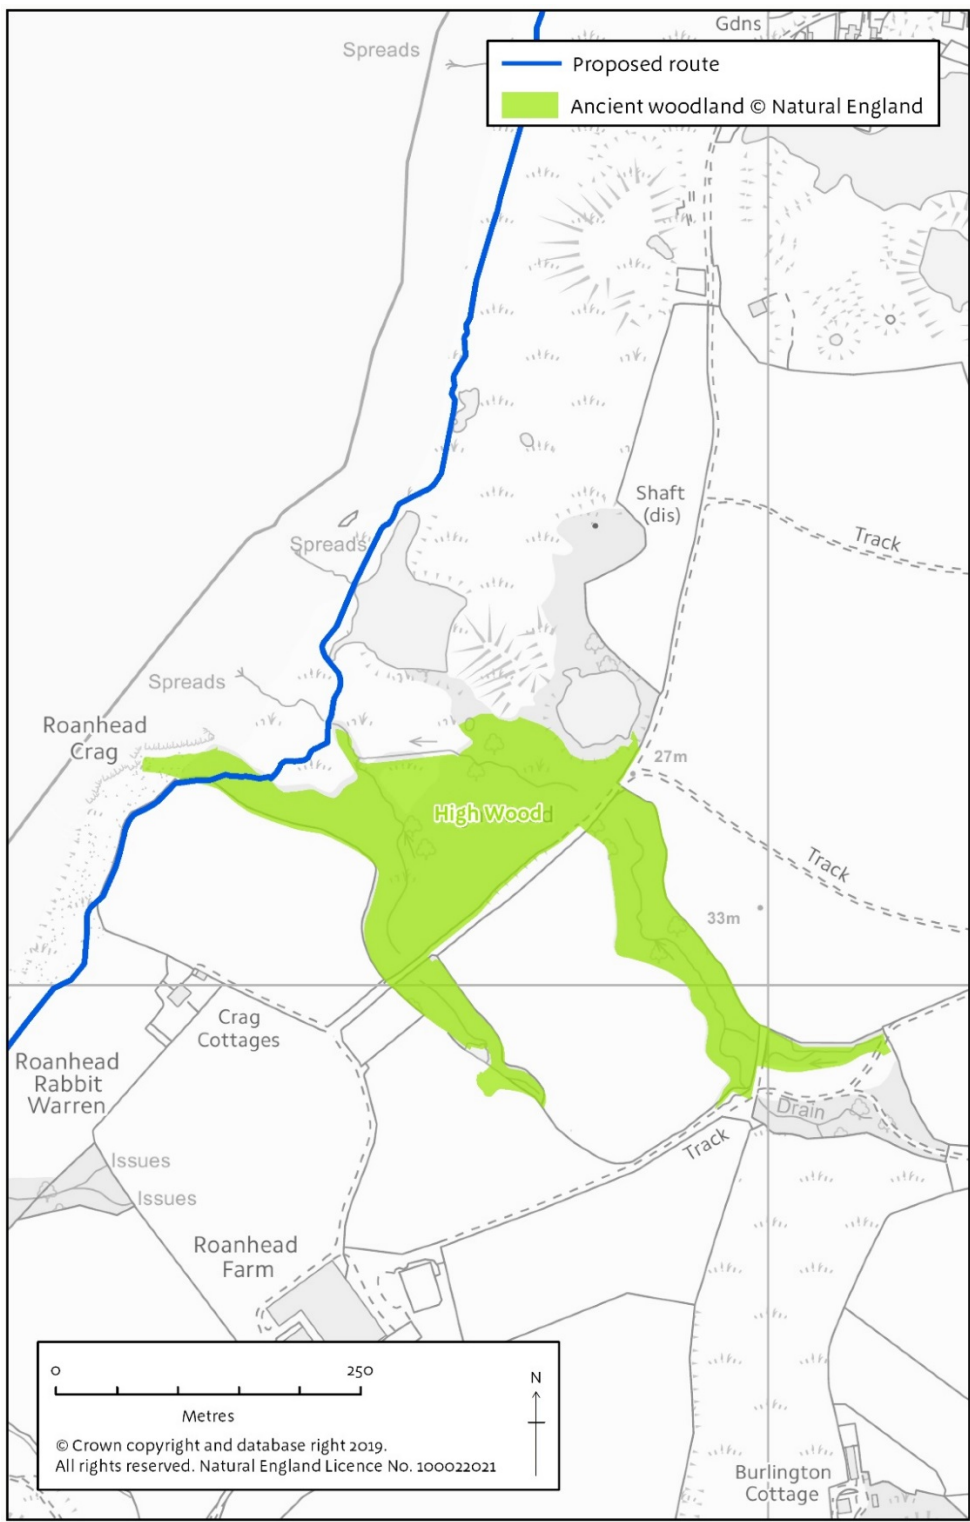 Gdns
Spreads
Proposed route
Ancient woodland © Natural England
Shaft
(dis)
Track
Spreads
Spreads
Roanhead
Crag
27m
High Wood
Track
33m
Crag
Cottages
Roanhead
Rabbit
Warren
Drain
Track
Issues
Issues
Roanhead
Farm
0 250
Metres
N
© Crown copyright and database right 2019.
All rights reserved. Natural England Licence No. 100022021
Burlington
Cottage